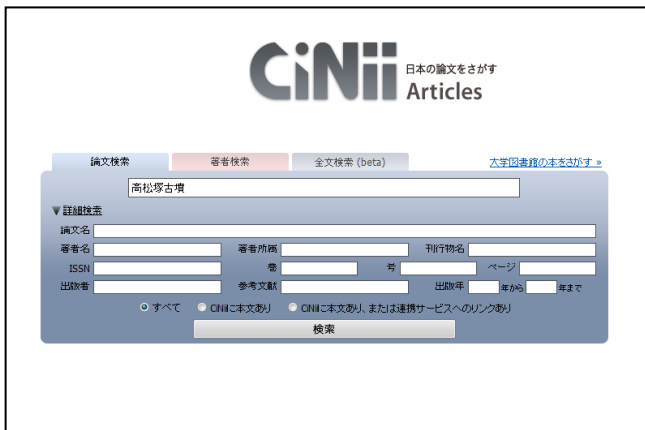 CiNii 日本の論文をさがす
Articles
論文検索 著者検索 全文検索 (beta) 大学図書館の本をさがす »
高松塚古墳
▼詳細検索
論文名
著者名 著者所属 刊行物名
ISSN 巻 号 ページ
出版者 参考文献 出版年 年から 年まで
すべて CiNiiに本文あり CiNiiに本文あり、または連携サービスへのリンクあり
検索